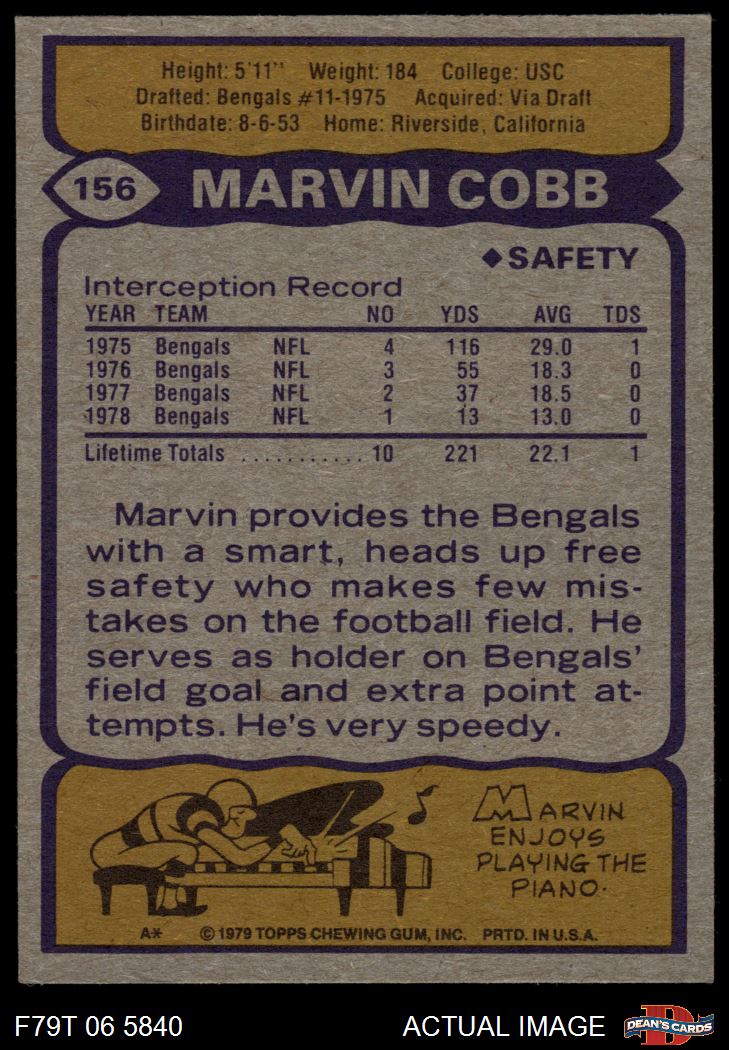 Height: 5'11" Weight: 184 College: USC
Drafted: Bengals #11-1975 Acquired: Via Draft
Birthdate: 8-6-53 Home: Riverside, California
156 MARVIN COBB
◆SAFETY
Interception Record
YEAR TEAM NO YDS AVG TDS
1975 Bengals NFL 4 116 29.0 1
1976 Bengals NFL 3 55 18.3 0
1977 Bengals NFL 2 37 18.5 0
1978 Bengals NFL 1 13 13.0 0
Lifetime Totals ............ 10 221 22.1 1
Marvin provides the Bengals
with a smart, heads up free
safety who makes few mis-
takes on the football field. He
serves as holder on Bengals'
field goal and extra point at-
tempts. He's very speedy.
MARVIN
ENJOYS
PLAYING THE
PIANO.
A* © 1979 TOPPS CHEWING GUM, INC. PRTD. IN U.S.A.
F79T 06 5840 ACTUAL IMAGE D DEAN'S CARDS